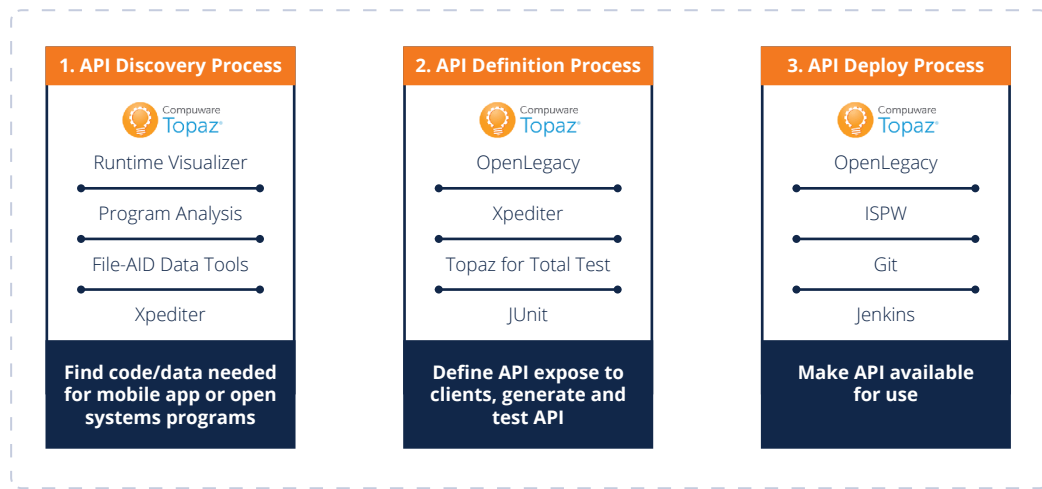 1. API Discovery Process
Compuware
Topaz®
Runtime Visualizer
Program Analysis
File-AID Data Tools
Xpediter
Find code/data needed
for mobile app or open
systems programs
2. API Definition Process
Compuware
Topaz®
OpenLegacy
Xpediter
Topaz for Total Test
JUnit
Define API expose to
clients, generate and
test API
3. API Deploy Process
Compuware
Topaz®
OpenLegacy
ISPW
Git
Jenkins
Make API available
for use